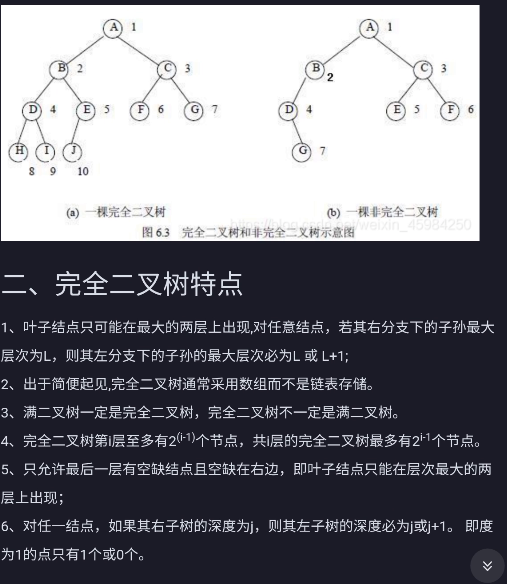 A 1 A 1
B 2 C 3 B 2 C 3
D 4 E 5 F 6 G 7 D 4 E 5 F 6
H I J G 7
8 9 10
(a) 一棵完全二叉树 (b) 一棵非完全二叉树
https://blog.csdn.net/weixin_45984250
图 6.3 完全二叉树和非完全二叉树示意图
二、完全二叉树特点
1、叶子结点只可能在最大的两层上出现,对任意结点，若其右分支下的子孙最大
层次为L，则其左分支下的子孙的最大层次必为L 或 L+1;
2、出于简便起见,完全二叉树通常采用数组而不是链表存储。
3、满二叉树一定是完全二叉树，完全二叉树不一定是满二叉树。
4、完全二叉树第i层至多有2(i-1)个节点，共i层的完全二叉树最多有2i-1个节点。
5、只允许最后一层有空缺结点且空缺在右边，即叶子结点只能在层次最大的两
层上出现；
6、对任一结点，如果其右子树的深度为j，则其左子树的深度必为j或j+1。 即度
为1的点只有1个或0个。